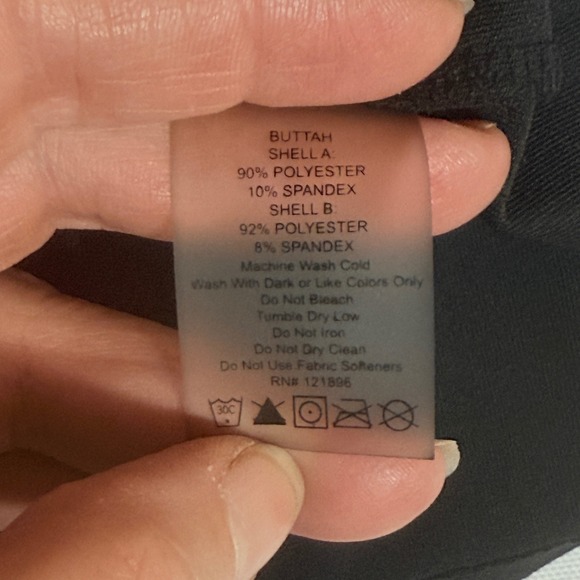 BUTTAH
SHELL A:
90% POLYESTER
10% SPANDEX
SHELL B:
92% POLYESTER
8% SPANDEX
Machine Wash Cold
Wash With Dark or Like Colors Only
Do Not Bleach
Tumble Dry Low
Do Not Iron
Do Not Dry Clean
Do Not Use Fabric Softeners
RN# 121896
30C